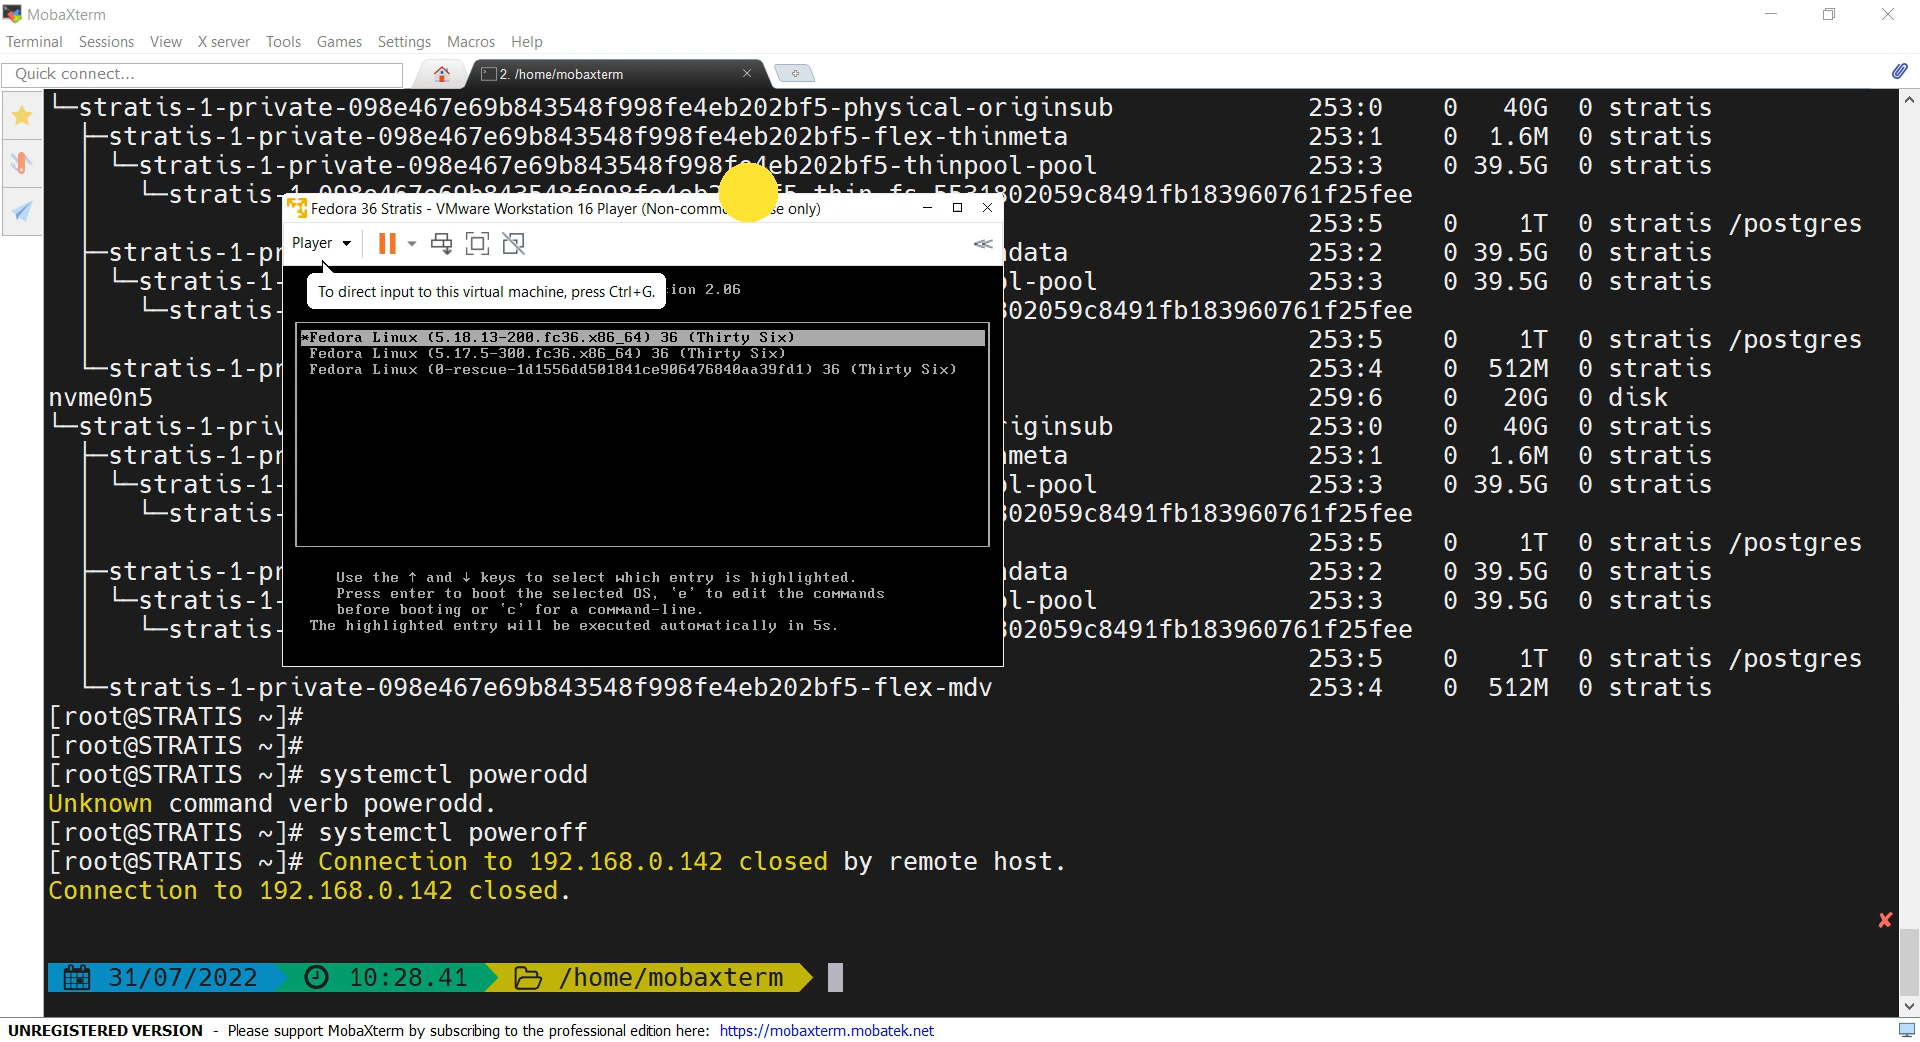 MobaXterm
Terminal Sessions View X server Tools Games Settings Macros Help
Quick connect...
2. /home/mobaxterm
└─stratis-1-private-098e467e69b843548f998fe4eb202bf5-physical-originsub 253:0 0 40G 0 stratis
├─stratis-1-private-098e467e69b843548f998fe4eb202bf5-flex-thinmeta 253:1 0 1.6M 0 stratis
└─stratis-1-private-098e467e69b843548f998fe4eb202bf5-thinpool-pool 253:3 0 39.5G 0 stratis
└─stratis-1-098e467e69b843548f998fe4eb2 f5-thin-fs-5531802059c8491fb183960761f25fee
253:5 0 1T 0 stratis /postgres
├─stratis-1-pr data 253:2 0 39.5G 0 stratis
└─stratis-1- l-pool 253:3 0 39.5G 0 stratis
└─stratis- 02059c8491fb183960761f25fee
253:5 0 1T 0 stratis /postgres
└─stratis-1-pr 253:4 0 512M 0 stratis
nvme0n5 259:6 0 20G 0 disk
└─stratis-1-priv iginsub 253:0 0 40G 0 stratis
├─stratis-1-pr meta 253:1 0 1.6M 0 stratis
└─stratis-1- l-pool 253:3 0 39.5G 0 stratis
└─stratis- 02059c8491fb183960761f25fee
253:5 0 1T 0 stratis /postgres
├─stratis-1-pr data 253:2 0 39.5G 0 stratis
└─stratis-1- l-pool 253:3 0 39.5G 0 stratis
└─stratis- 02059c8491fb183960761f25fee
253:5 0 1T 0 stratis /postgres
└─stratis-1-private-098e467e69b843548f998fe4eb202bf5-flex-mdv 253:4 0 512M 0 stratis
[root@STRATIS ~]#
[root@STRATIS ~]#
[root@STRATIS ~]# systemctl powerodd
Unknown command verb powerodd.
[root@STRATIS ~]# systemctl poweroff
[root@STRATIS ~]# Connection to 192.168.0.142 closed by remote host.
Connection to 192.168.0.142 closed.
31/07/2022 10:28.41 /home/mobaxterm
Fedora 36 Stratis - VMware Workstation 16 Player (Non-comme se only)
Player
To direct input to this virtual machine, press Ctrl+G.
ion 2.06
*Fedora Linux (5.18.13-200.fc36.x86_64) 36 (Thirty Six)
Fedora Linux (5.17.5-300.fc36.x86_64) 36 (Thirty Six)
Fedora Linux (0-rescue-1d1556dd501841ce906476840aa39fd1) 36 (Thirty Six)
Use the ↑ and ↓ keys to select which entry is highlighted.
Press enter to boot the selected OS, `e' to edit the commands
before booting or `c' for a command-line.
The highlighted entry will be executed automatically in 5s.
UNREGISTERED VERSION - Please support MobaXterm by subscribing to the professional edition here: https://mobaxterm.mobatek.net